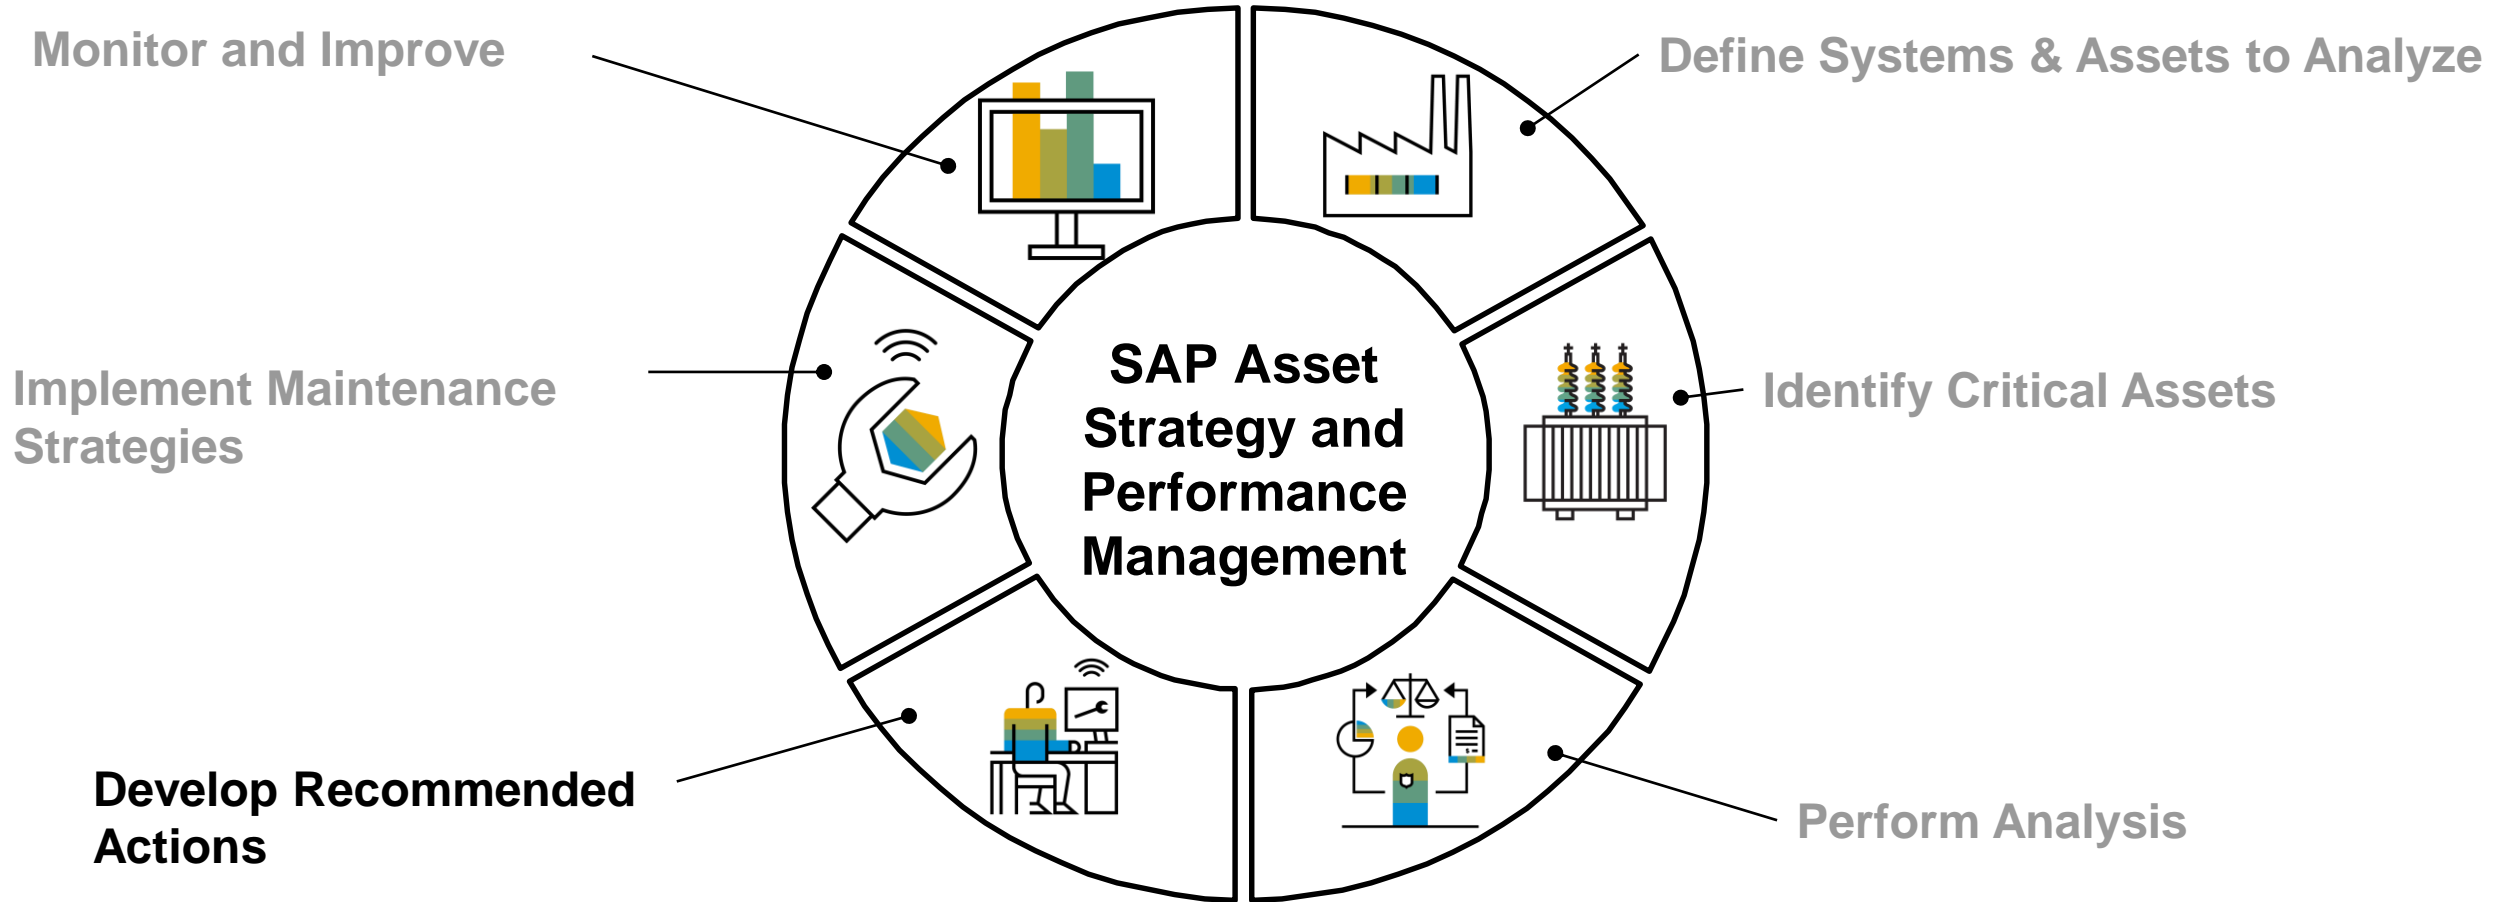 Monitor and Improve
Define Systems & Assets to Analyze
SAP Asset
Strategy and
Performance
Management
Implement Maintenance
Strategies
Identify Critical Assets
Develop Recommended
Actions
Perform Analysis